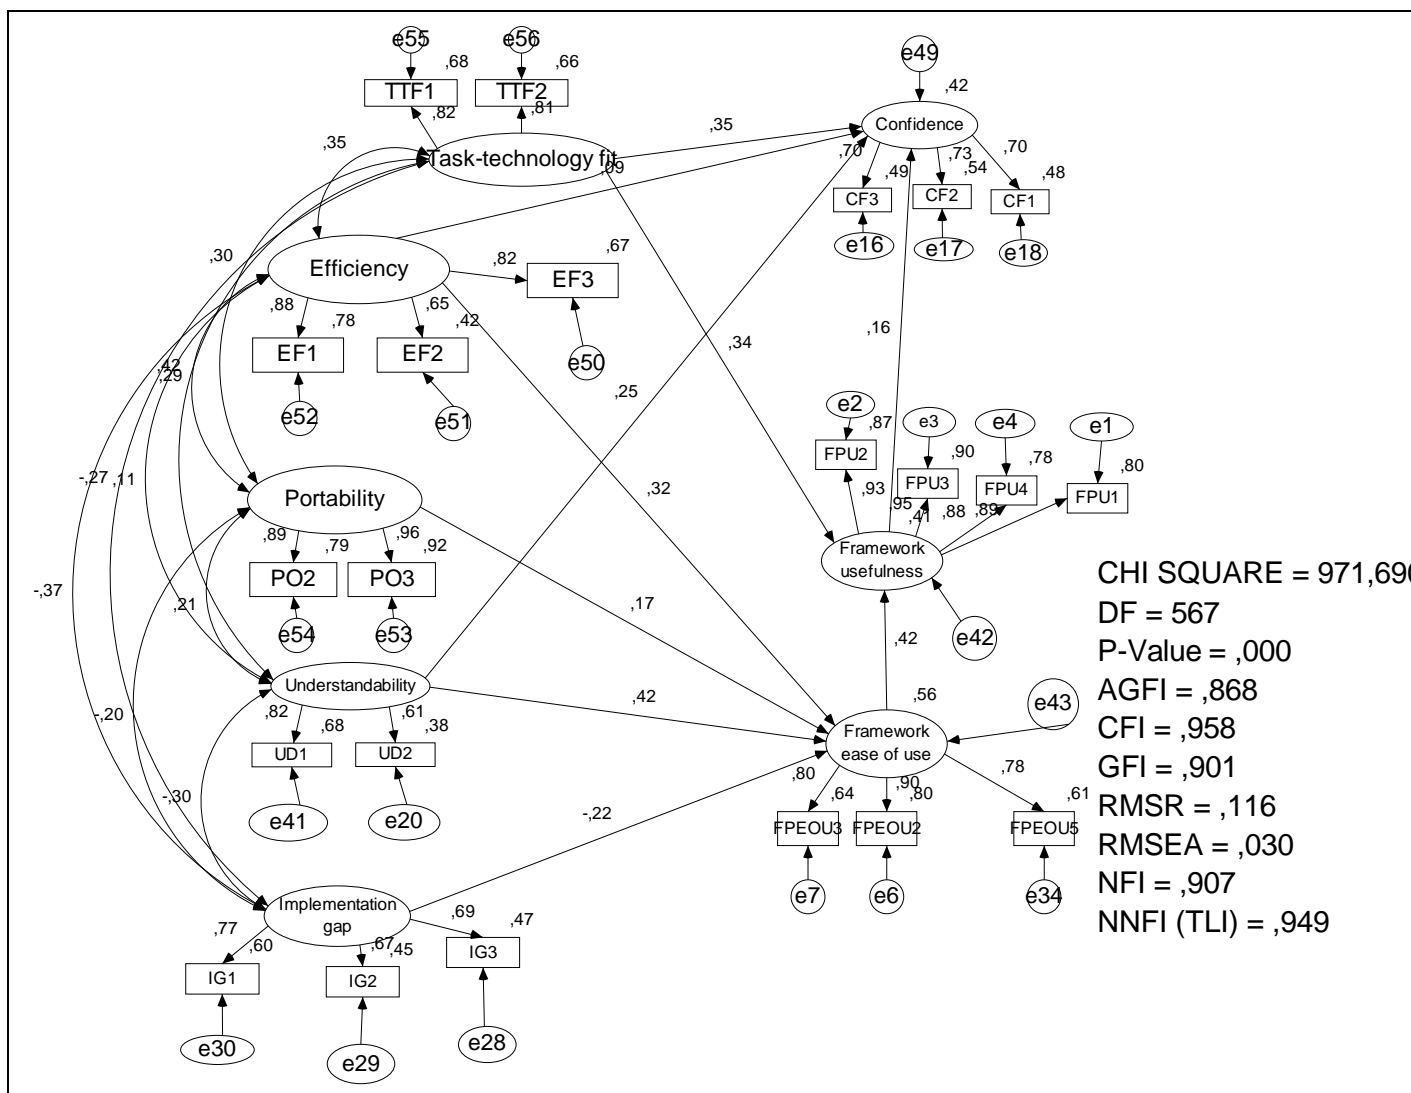 e55
e56
e49
,68
,66
,42
TTF1
TTF2
,82
,81
,35
Task-technology fit
,35
Confidence
,09
,70
,73
,70
,49
,54
,48
CF3
CF2
CF1
e16
e17
e18
,30
Efficiency
,82
,67
EF3
,88
,78
,65
,42
EF1
EF2
e50
e52
e51
,16
,34
,42
,29
,25
e2
e3
e4
e1
,87
,90
,78
,80
FPU2
FPU3
FPU4
FPU1
,93
,95
,88
,89
,41
-,27
,11
Portability
,32
,89
,79
,96
,92
PO2
PO3
e54
e53
Framework
usefulness
e42
-,37
,21
,17
,42
Understandability
,42
,56
e43
,82
,68
,61
,38
UD1
UD2
e41
e20
Framework
ease of use
-,20
-,30
-,22
,80
,64
,90
,80
,78
,61
FPEOU3
FPEOU2
FPEOU5
e7
e6
e34
Implementation
gap
,77
,60
,67
,45
,69
,47
IG1
IG2
IG3
e30
e29
e28
CHI SQUARE = 971,69
DF = 567
P-Value = ,000
AGFI = ,868
CFI = ,958
GFI = ,901
RMSR = ,116
RMSEA = ,030
NFI = ,907
NNFI (TLI) = ,949